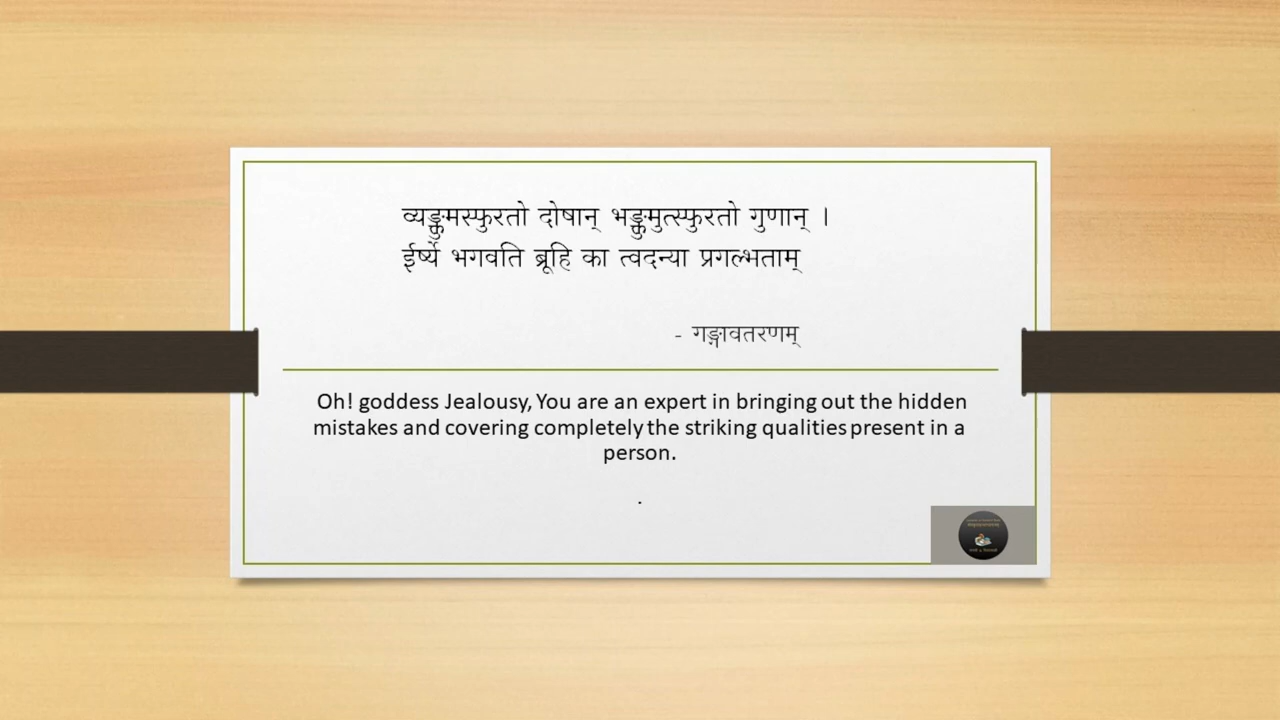 व्यङ्क्तुमस्फुरतो दोषान् भङ्क्तुमुत्स्फुरतो गुणान् ।
ईर्ष्ये भगवति ब्रूहि का त्वदन्या प्रगल्भताम्
- गङ्गावतरणम्
Oh! goddess Jealousy, You are an expert in bringing out the hidden
mistakes and covering completely the striking qualities present in a
person.
.